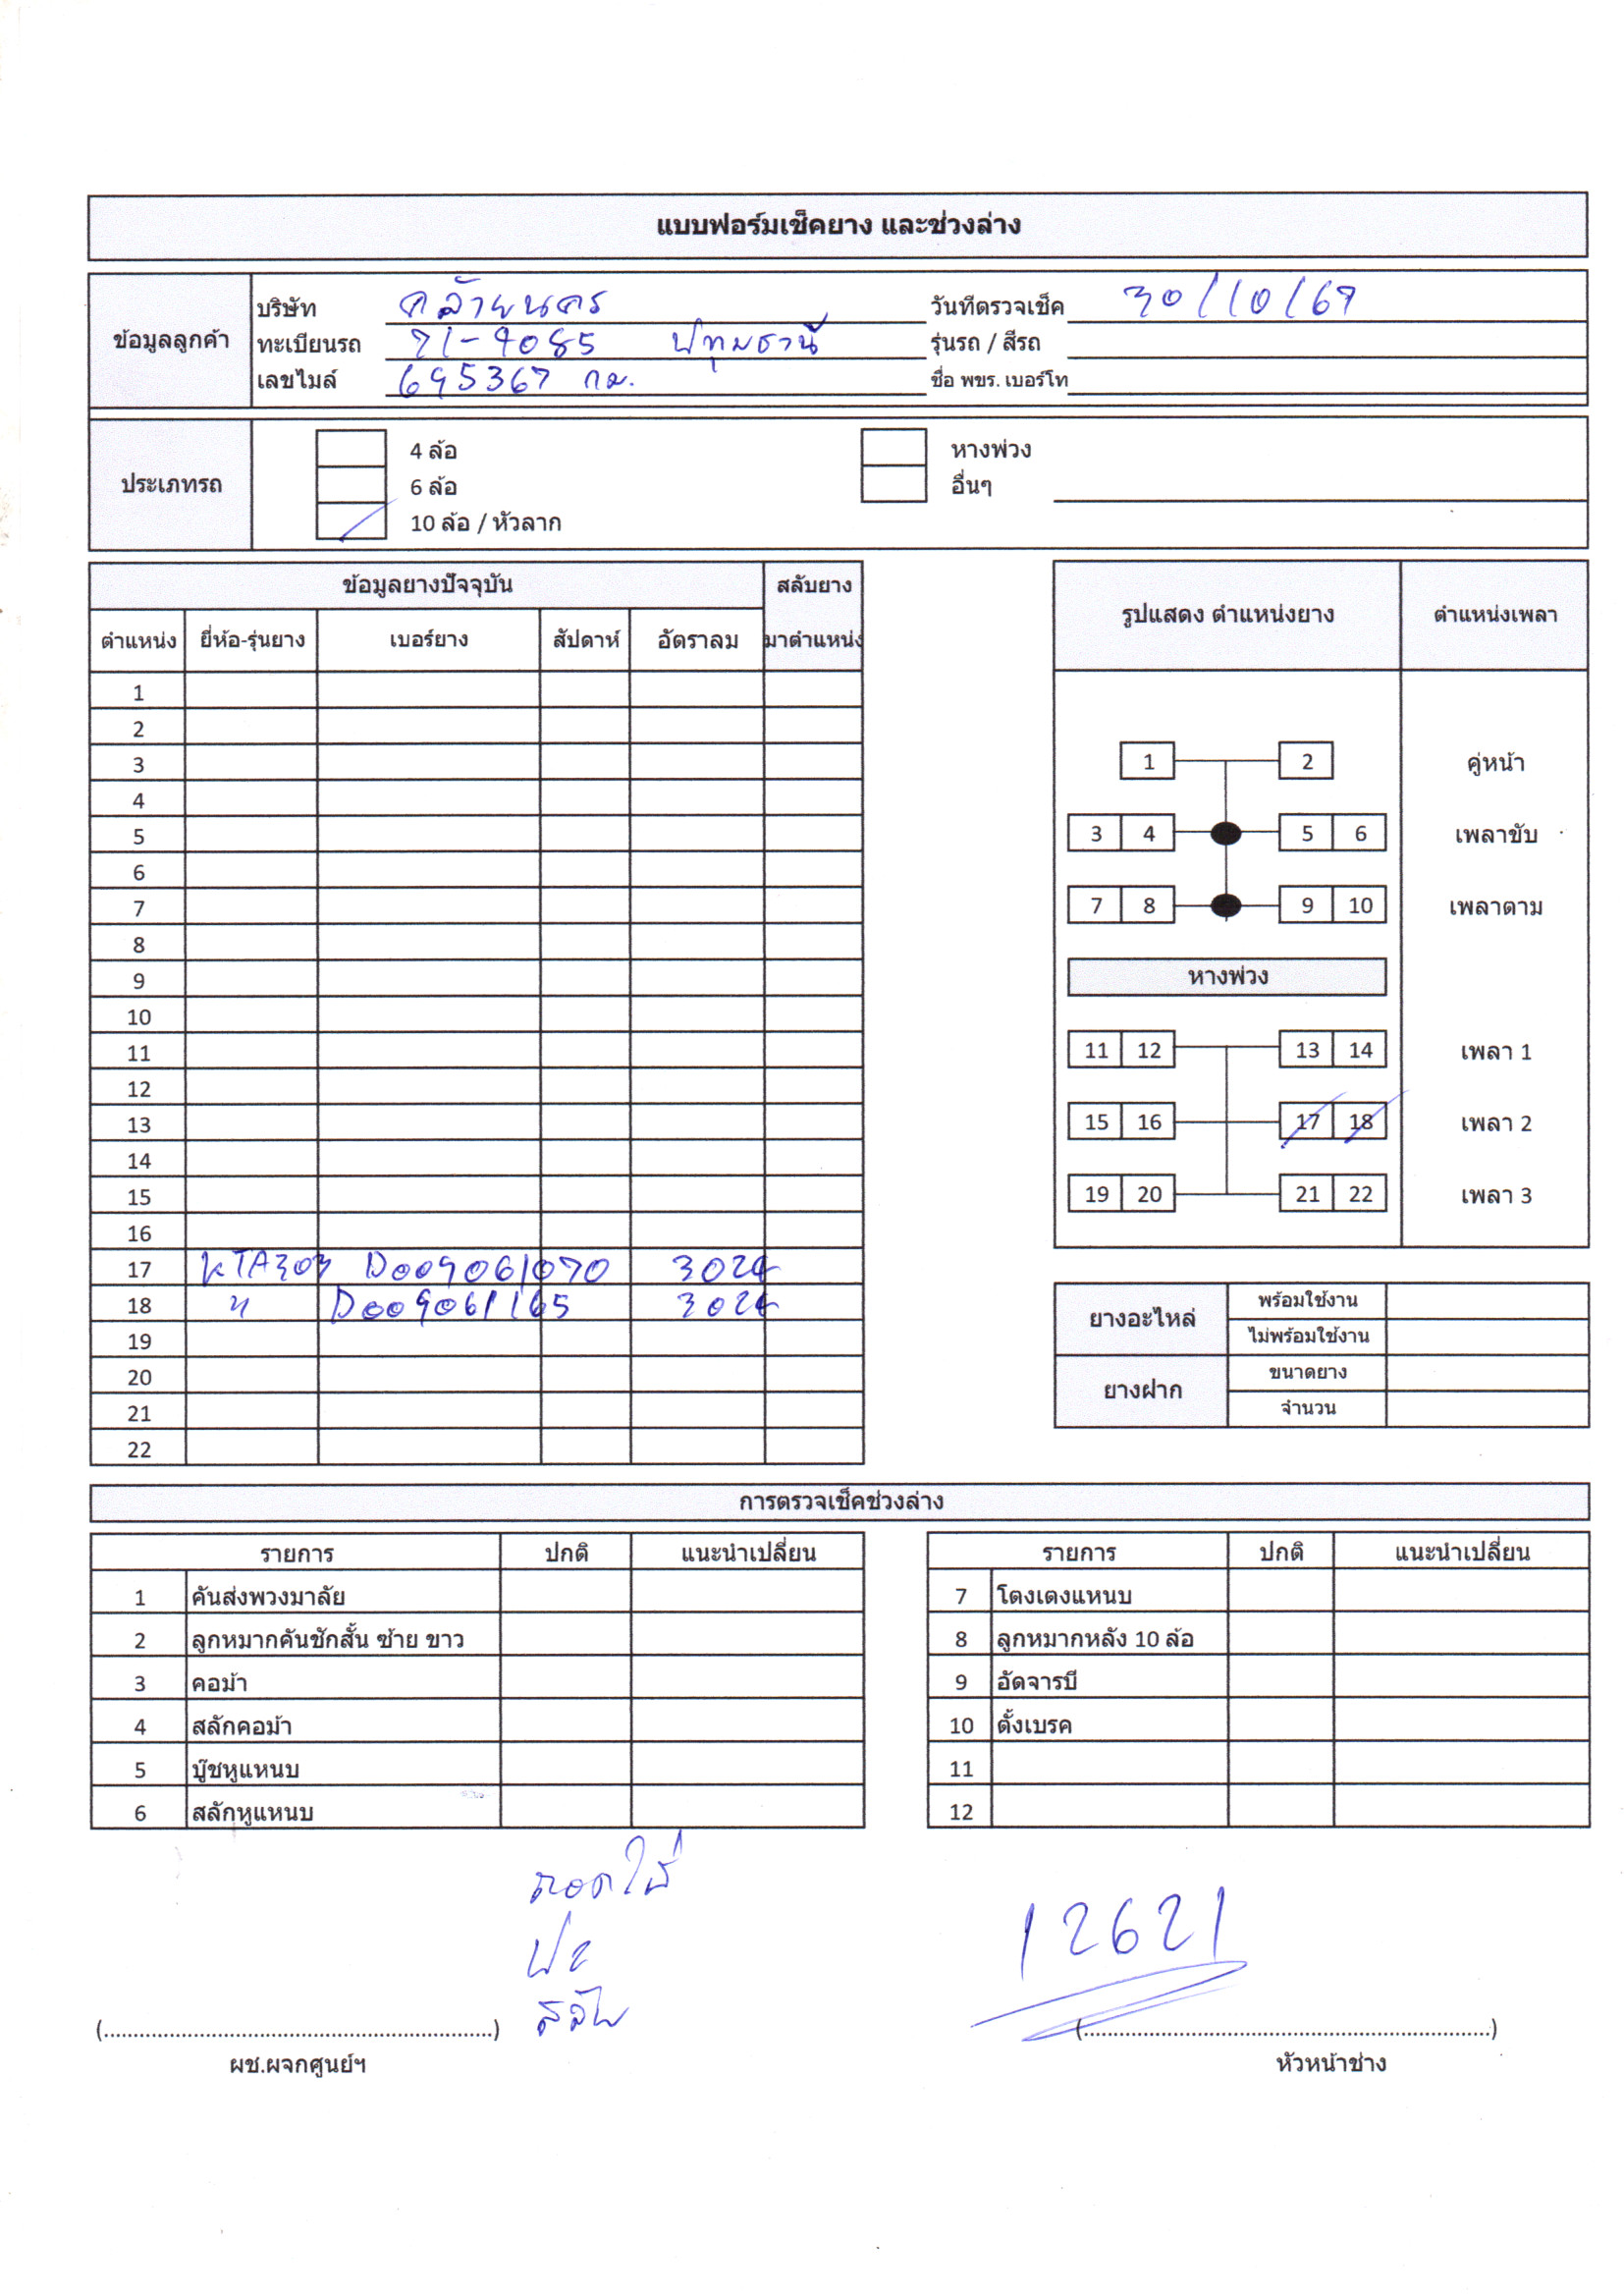 แบบฟอร์มเช็คยาง และช่วงล่าง
ข้อมูลลูกค้า
บริษัท คล้ายนคร วันที่ตรวจเช็ค 30/10/67
ทะเบียนรถ 71-9085 ปทุมธานี รุ่นรถ / สีรถ
เลขไมล์ 695367 กม. ชื่อ พขร. เบอร์โท
ประเภทรถ
4 ล้อ หางพ่วง
6 ล้อ อื่นๆ
10 ล้อ / หัวลาก
ข้อมูลยางปัจจุบัน สลับยาง
ตำแหน่ง ยี่ห้อ-รุ่นยาง เบอร์ยาง สัปดาห์ อัตราลม มาตำแหน่ง
1
2
3
4
5
6
7
8
9
10
11
12
13
14
15
16
17 KTA303 D009061070 3024
18 " D009061165 3024
19
20
21
22
รูปแสดง ตำแหน่งยาง ตำแหน่งเพลา
1 2 คู่หน้า
3 4 5 6 เพลาขับ
7 8 9 10 เพลาตาม
หางพ่วง
11 12 13 14 เพลา 1
15 16 17 18 เพลา 2
19 20 21 22 เพลา 3
ยางอะไหล่ พร้อมใช้งาน
ไม่พร้อมใช้งาน
ยางฝาก ขนาดยาง
จำนวน
การตรวจเช็คช่วงล่าง
รายการ ปกติ แนะนำเปลี่ยน รายการ ปกติ แนะนำเปลี่ยน
1 คันส่งพวงมาลัย 7 โตงเตงแหนบ
2 ลูกหมากคันชักสั้น ซ้าย ขาว 8 ลูกหมากหลัง 10 ล้อ
3 คอม้า 9 อัดจารบี
4 สลักคอม้า 10 ตั้งเบรค
5 บู๊ชหูแหนบ 11
6 สลักหูแหนบ 12
ถอดใส่
ปะ
สลับ
12621
(................................................................) (................................................................)
ผช.ผจกศูนย์ฯ หัวหน้าช่าง